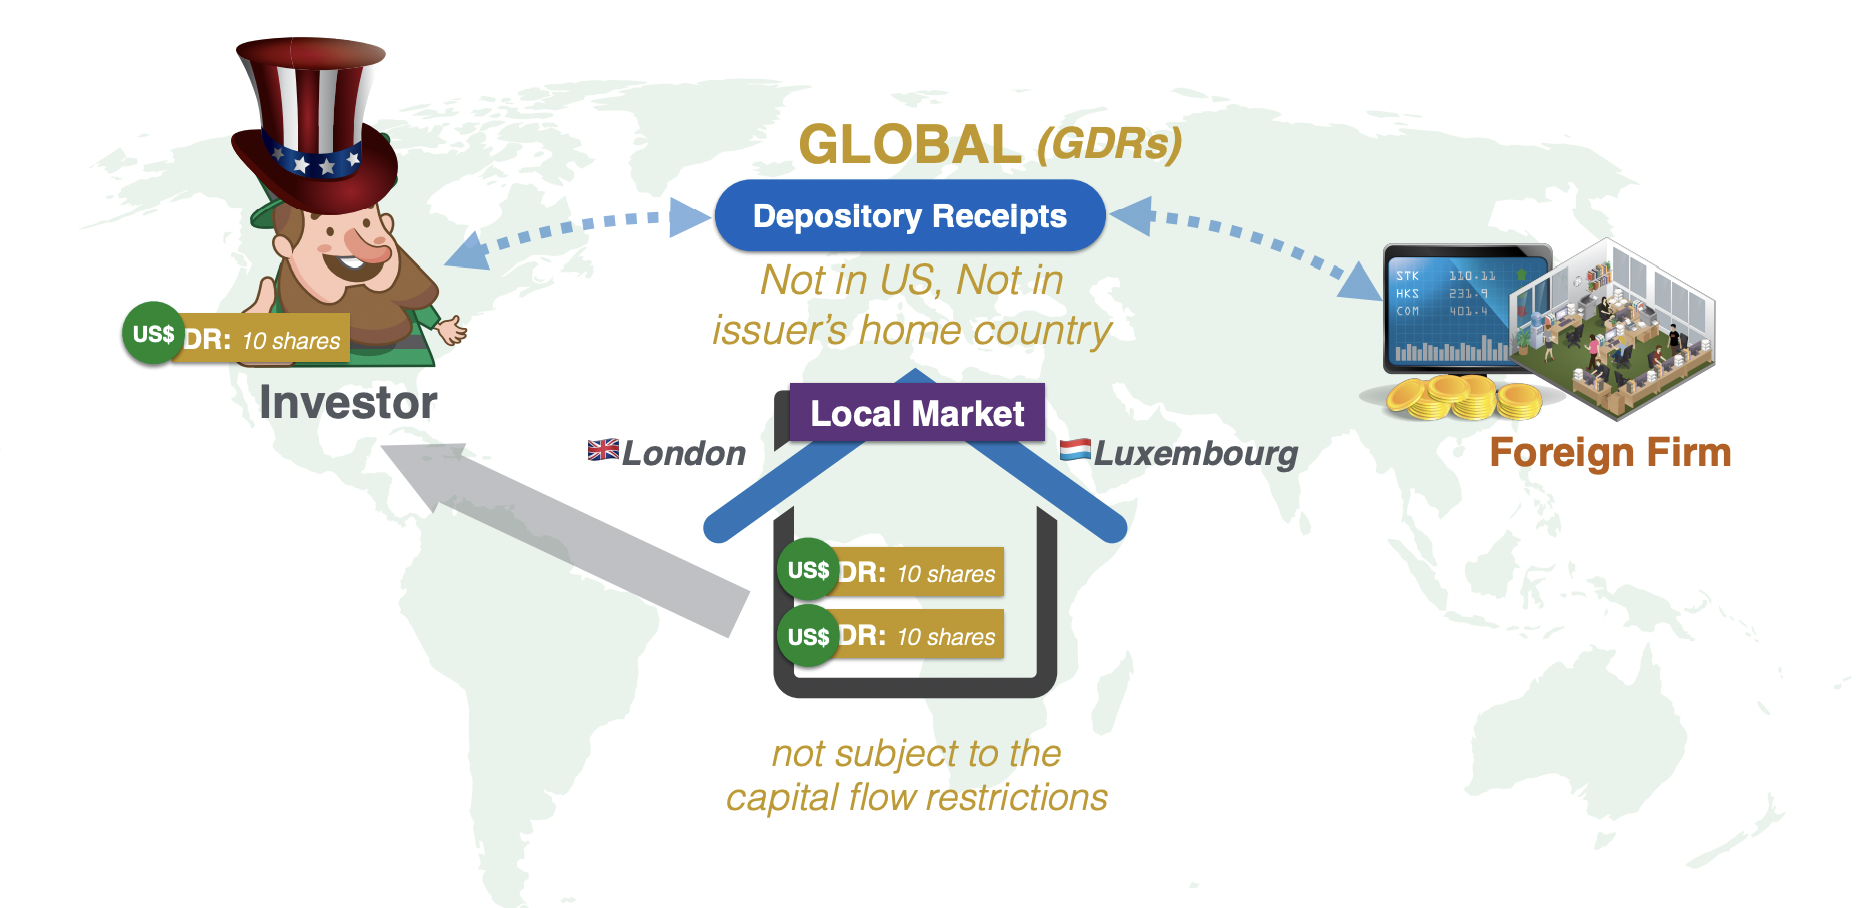 GLOBAL (GDRs)
Depository Receipts
Not in US, Not in
issuer's home country
US$ DR: 10 shares
Investor
STK 110.11
HKS 231.9
COM 401.4
Foreign Firm
Local Market
London
Luxembourg
US$ DR: 10 shares
US$ DR: 10 shares
not subject to the
capital flow restrictions